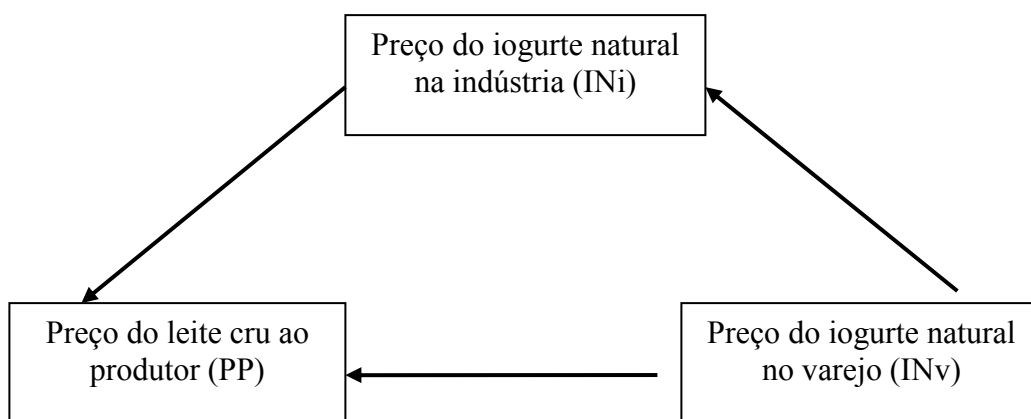 Preço do iogurte natural
na indústria (INi)
Preço do leite cru ao
produtor (PP)
Preço do iogurte natural
no varejo (INv)